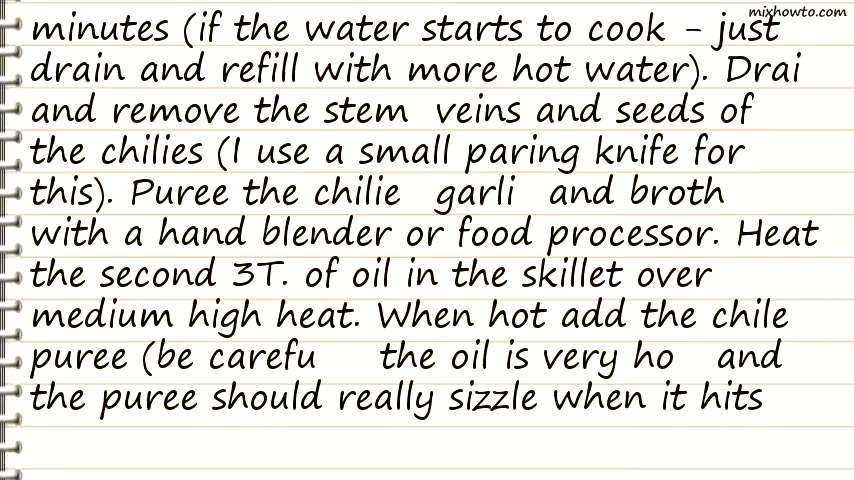 mixhowto.com
minutes (if the water starts to cook - just
drain and refill with more hot water). Drai
and remove the stem  veins and seeds of
the chilies (I use a small paring knife for
this). Puree the chilie   garli   and broth
with a hand blender or food processor. Heat
the second 3T. of oil in the skillet over
medium high heat. When hot add the chile
puree (be carefu     the oil is very ho   and
the puree should really sizzle when it hits